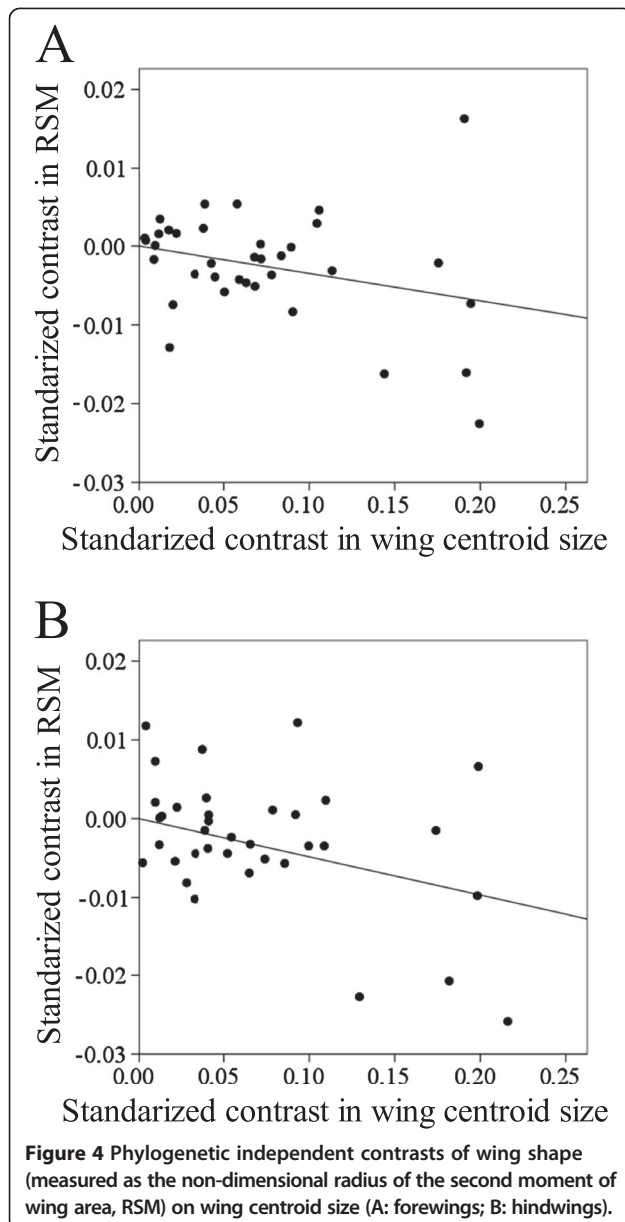 A
0.02
0.01
0.00
-0.01
-0.02
-0.03
Standarized contrast in RSM
0.00 0.05 0.10 0.15 0.20 0.25
Standarized contrast in wing centroid size
B
0.02
0.01
0.00
-0.01
-0.02
-0.03
Standarized contrast in RSM
0.00 0.05 0.10 0.15 0.20 0.25
Standarized contrast in wing centroid size
Figure 4 Phylogenetic independent contrasts of wing shape
(measured as the non-dimensional radius of the second moment of
wing area, RSM) on wing centroid size (A: forewings; B: hindwings).